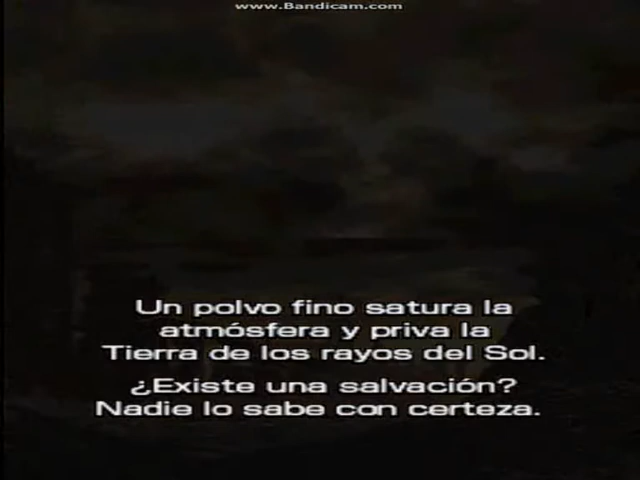 www.Bandicam.com
Un polvo fino satura la
atmósfera y priva la
Tierra de los rayos del Sol.
¿Existe una salvación?
Nadie lo sabe con certeza.